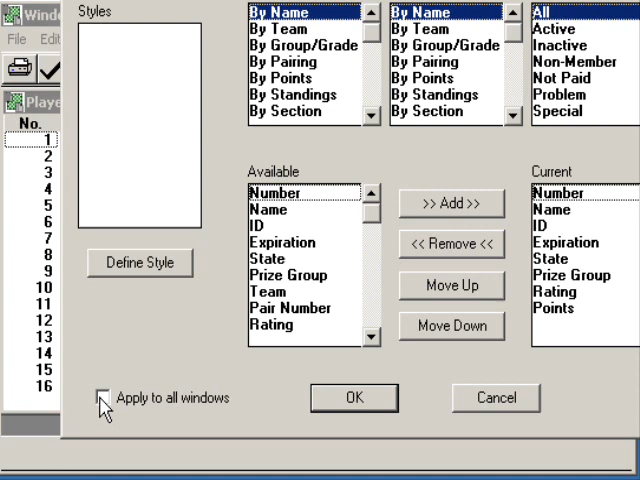 Windo
File Edit
Playe
No.
1
2
3
4
5
6
7
8
9
10
11
12
13
14
15
16
Styles
Define Style
By Name
By Team
By Group/Grade
By Pairing
By Points
By Standings
By Section
By Name
By Team
By Group/Grade
By Pairing
By Points
By Standings
By Section
All
Active
Inactive
Non-Member
Not Paid
Problem
Special
Available
Number
Name
ID
Expiration
State
Prize Group
Team
Pair Number
Rating
>> Add >>
<< Remove <<
Move Up
Move Down
Current
Number
Name
ID
Expiration
State
Prize Group
Rating
Points
Apply to all windows
OK
Cancel